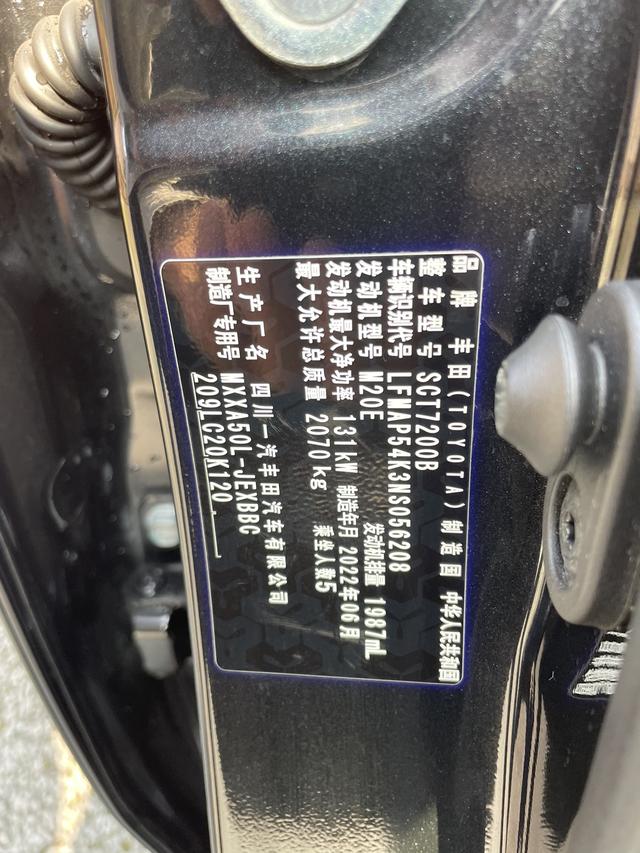 品牌 丰田(TOYOTA) 制造国 中华人民共和国
整车型号 SCT7200B
车辆识别代号 LFMAP54K3NS056208
发动机型号 M20E 发动机排量 1987mL
发动机最大净功率 131kW 制造年月 2022年06月
最大允许总质量 2070kg 乘坐人数5
生产厂名 四川一汽丰田汽车有限公司
制造厂专用号 MXXA50L-JEXBBC
209LC20K120